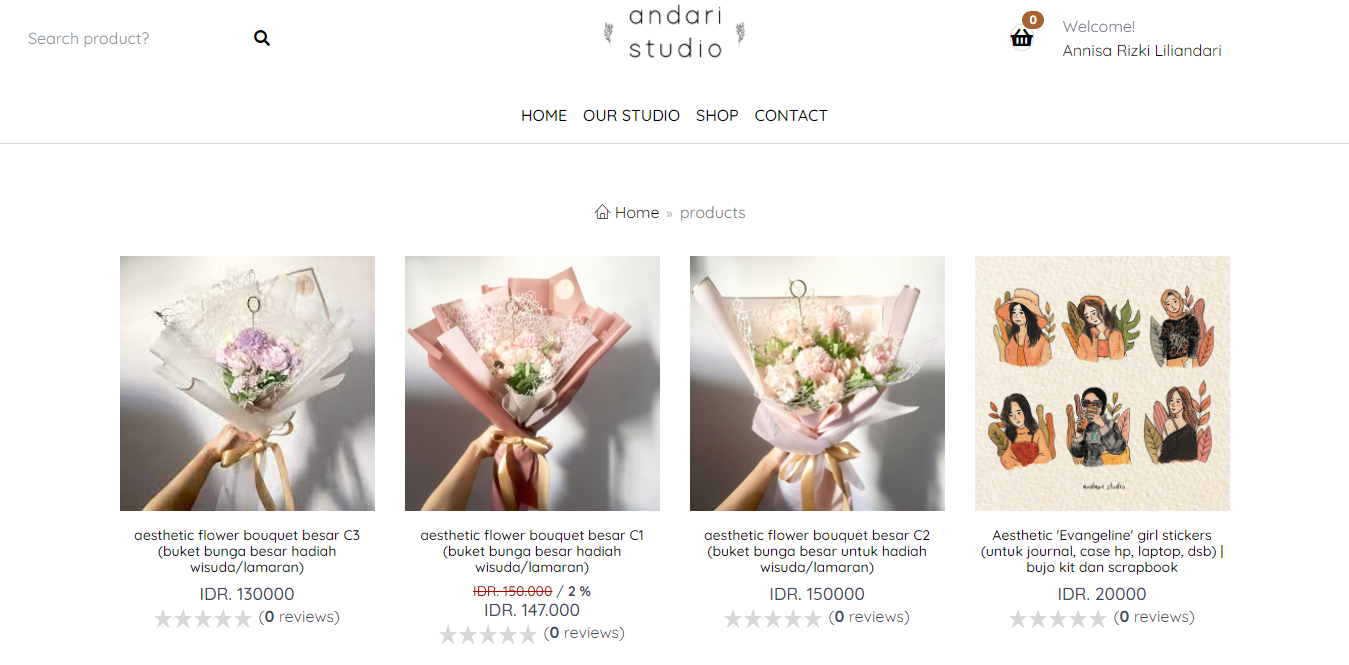 Search product?
andari
studio
0
Welcome!
Annisa Rizki Liliandari
HOME OUR STUDIO SHOP CONTACT
Home » products
andari studio
aesthetic flower bouquet besar C3
(buket bunga besar hadiah
wisuda/lamaran)
IDR. 130000
(0 reviews)
aesthetic flower bouquet besar C1
(buket bunga besar hadiah
wisuda/lamaran)
IDR. 150.000 / 2 %
IDR. 147.000
(0 reviews)
aesthetic flower bouquet besar C2
(buket bunga besar untuk hadiah
wisuda/lamaran)
IDR. 150000
(0 reviews)
Aesthetic 'Evangeline' girl stickers
(untuk journal, case hp, laptop, dsb) |
bujo kit dan scrapbook
IDR. 20000
(0 reviews)